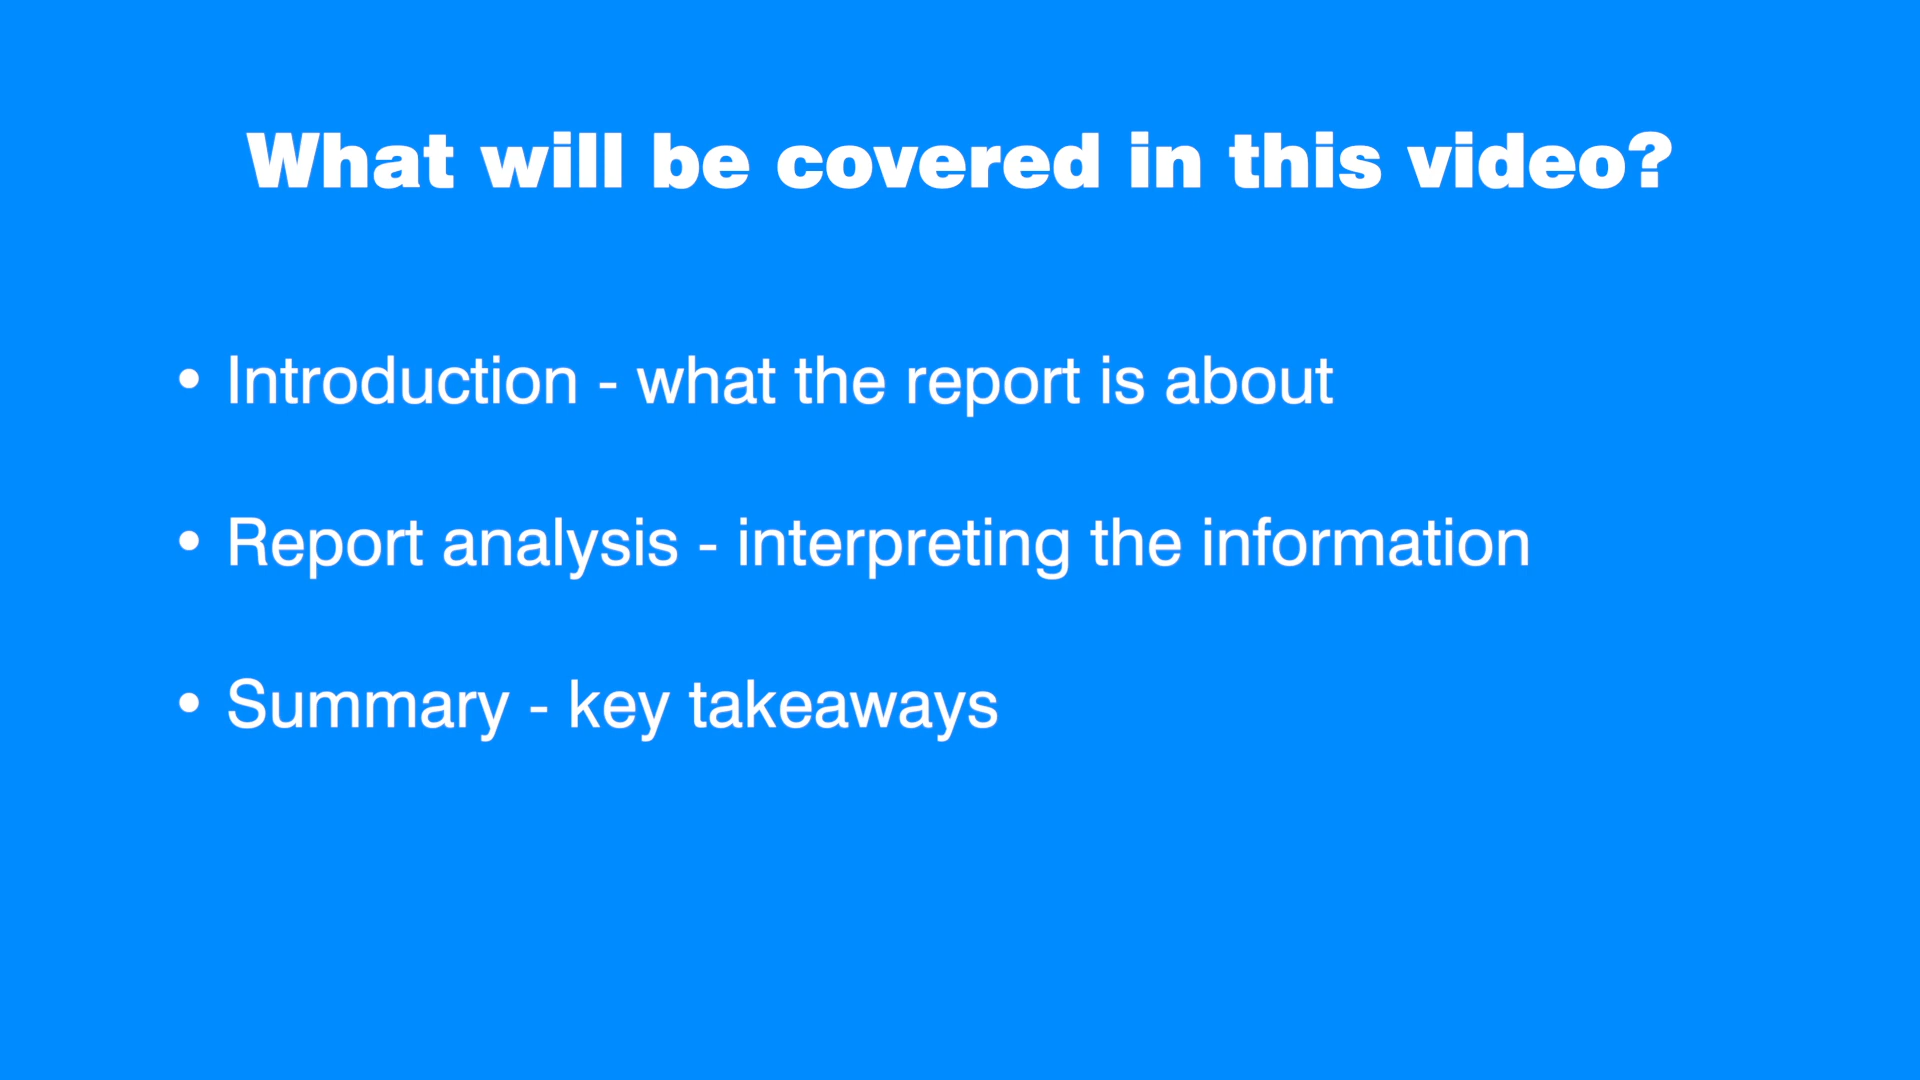 What will be covered in this video?
• Introduction - what the report is about
• Report analysis - interpreting the information
• Summary - key takeaways